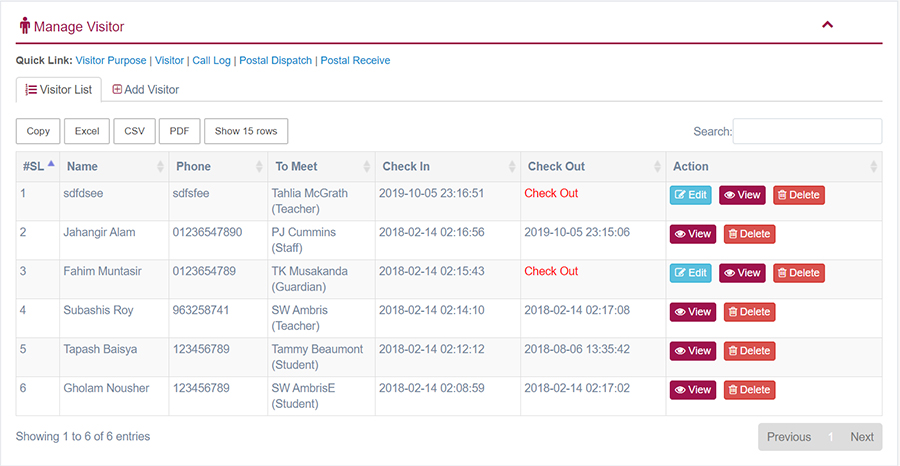 Manage Visitor
Quick Link: Visitor Purpose | Visitor | Call Log | Postal Dispatch | Postal Receive
Visitor List Add Visitor
Copy Excel CSV PDF Show 15 rows Search:
#SL Name Phone To Meet Check In Check Out Action
1 sdfdsee sdfsfee Tahlia McGrath 2019-10-05 23:16:51 Check Out Edit View Delete
(Teacher)
2 Jahangir Alam 01236547890 PJ Cummins 2018-02-14 02:16:56 2019-10-05 23:15:06 View Delete
(Staff)
3 Fahim Muntasir 0123654789 TK Musakanda 2018-02-14 02:15:43 Check Out Edit View Delete
(Guardian)
4 Subashis Roy 963258741 SW Ambris 2018-02-14 02:14:10 2018-02-14 02:17:08 View Delete
(Teacher)
5 Tapash Baisya 123456789 Tammy Beaumont 2018-02-14 02:12:12 2018-08-06 13:35:42 View Delete
(Student)
6 Gholam Nousher 123456789 SW AmbrisE 2018-02-14 02:08:59 2018-02-14 02:17:02 View Delete
(Student)
Showing 1 to 6 of 6 entries Previous 1 Next